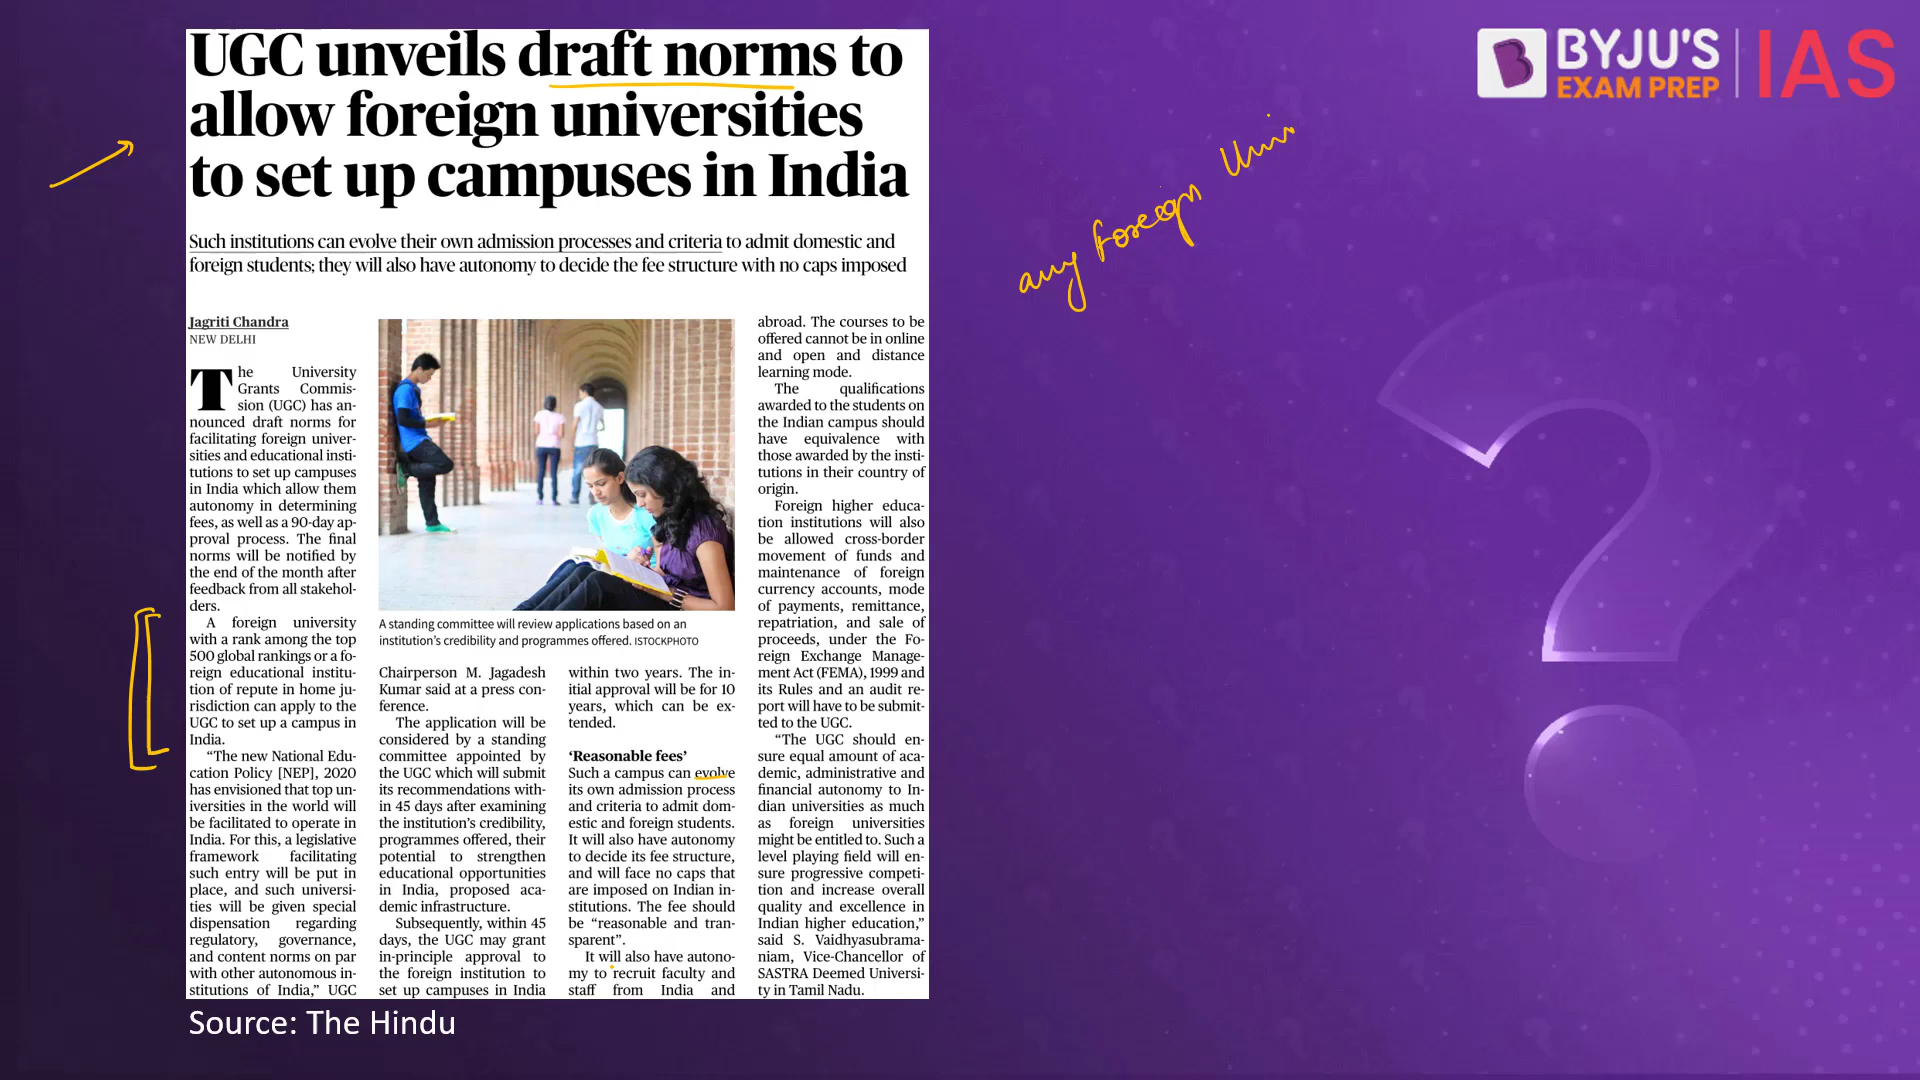 UGC unveils draft norms to
allow foreign universities
to set up campuses in India
Such institutions can evolve their own admission processes and criteria to admit domestic and
foreign students; they will also have autonomy to decide the fee structure with no caps imposed
Jagriti Chandra
NEW DELHI
The University
Grants Commis-
sion (UGC) has an-
nounced draft norms for
facilitating foreign univer-
sities and educational insti-
tutions to set up campuses
in India which allow them
autonomy in determining
fees, as well as a 90-day ap-
proval process. The final
norms will be notified by
the end of the month after
feedback from all stakehol-
ders.
A foreign university
with a rank among the top
500 global rankings or a fo-
reign educational institu-
tion of repute in home ju-
risdiction can apply to the
UGC to set up a campus in
India.
“The new National Edu-
cation Policy [NEP], 2020
has envisioned that top un-
iversities in the world will
be facilitated to operate in
India. For this, a legislative
framework facilitating
such entry will be put in
place, and such universi-
ties will be given special
dispensation regarding
regulatory, governance,
and content norms on par
with other autonomous in-
stitutions of India,” UGC
A standing committee will review applications based on an
institution’s credibility and programmes offered. ISTOCKPHOTO
Chairperson M. Jagadesh
Kumar said at a press con-
ference.
The application will be
considered by a standing
committee appointed by
the UGC which will submit
its recommendations with-
in 45 days after examining
the institution’s credibility,
programmes offered, their
potential to strengthen
educational opportunities
in India, proposed aca-
demic infrastructure.
Subsequently, within 45
days, the UGC may grant
in-principle approval to
the foreign institution to
set up campuses in India
within two years. The in-
itial approval will be for 10
years, which can be ex-
tended.
‘Reasonable fees’
Such a campus can evolve
its own admission process
and criteria to admit dom-
estic and foreign students.
It will also have autonomy
to decide its fee structure,
and will face no caps that
are imposed on Indian in-
stitutions. The fee should
be “reasonable and tran-
sparent”.
It will also have autono-
my to recruit faculty and
staff from India and
abroad. The courses to be
offered cannot be in online
and open and distance
learning mode.
The qualifications
awarded to the students on
the Indian campus should
have equivalence with
those awarded by the insti-
tutions in their country of
origin.
Foreign higher educa-
tion institutions will also
be allowed cross-border
movement of funds and
maintenance of foreign
currency accounts, mode
of payments, remittance,
repatriation, and sale of
proceeds, under the Fo-
reign Exchange Manage-
ment Act (FEMA), 1999 and
its Rules and an audit re-
port will have to be submit-
ted to the UGC.
“The UGC should en-
sure equal amount of aca-
demic, administrative and
financial autonomy to In-
dian universities as much
as foreign universities
might be entitled to. Such a
level playing field will en-
sure progressive competi-
tion and increase overall
quality and excellence in
Indian higher education,”
said S. Vaidhyasubrama-
niam, Vice-Chancellor of
SASTRA Deemed Universi-
ty in Tamil Nadu.
Source: The Hindu
any foreign Uni
BYJU'S
EXAM PREP
IAS